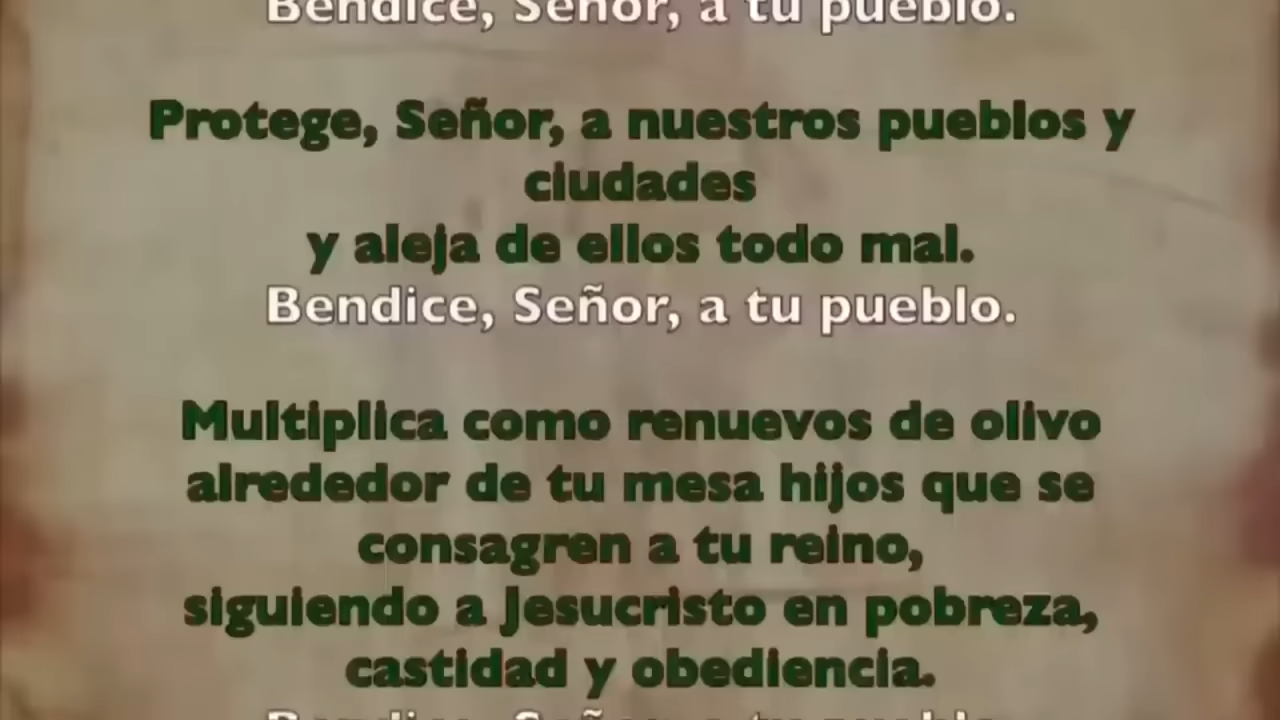 Bendice, Señor, a tu pueblo.
Protege, Señor, a nuestros pueblos y
ciudades
y aleja de ellos todo mal.
Bendice, Señor, a tu pueblo.
Multiplica como renuevos de olivo
alrededor de tu mesa hijos que se
consagren a tu reino,
siguiendo a Jesucristo en pobreza,
castidad y obediencia.
Bendice, Señor, a tu pueblo.